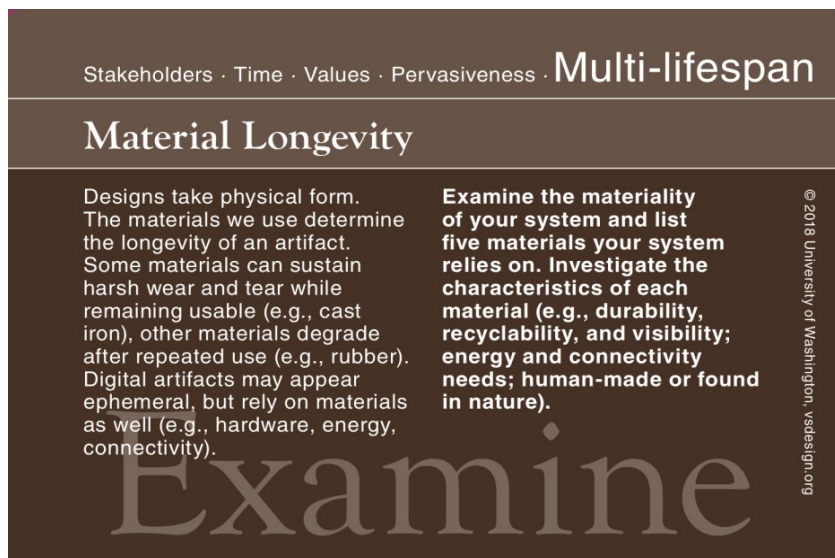 Stakeholders · Time · Values · Pervasiveness · Multi-lifespan
Material Longevity
Designs take physical form.
The materials we use determine
the longevity of an artifact.
Some materials can sustain
harsh wear and tear while
remaining usable (e.g., cast
iron), other materials degrade
after repeated use (e.g., rubber).
Digital artifacts may appear
ephemeral, but rely on materials
as well (e.g., hardware, energy,
connectivity).
Examine the materiality
of your system and list
five materials your system
relies on. Investigate the
characteristics of each
material (e.g., durability,
recyclability, and visibility;
energy and connectivity
needs; human-made or found
in nature).
© 2018 University of Washington, vsdesign.org
Examine